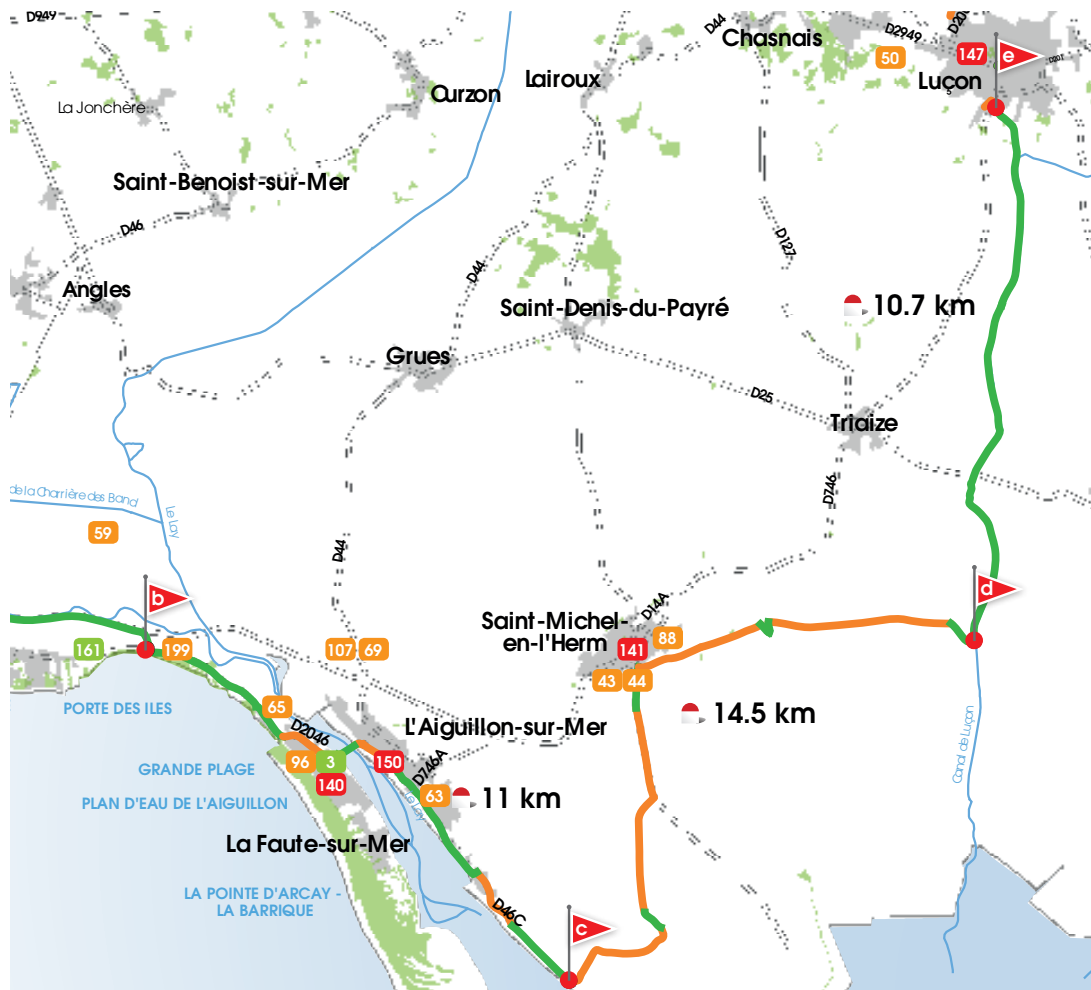 D949
D44
Chasnais
D2949
50
147
e
Luçon
Lairoux
Curzon
La Jonchère
Saint-Benoist-sur-Mer
D46
D127
D44
Angles
Saint-Denis-du-Payré
10.7 km
Grues
D25
Triaize
D746
de la Charrière des Band
Le Lay
59
D44
b
d
D14A
Saint-Michel-
en-l'Herm
88
141
161
199
107
69
43
44
65
PORTE DES ILES
D2046
L'Aiguillon-sur-Mer
14.5 km
Canal de Luçon
96
3
150
D746A
GRANDE PLAGE
140
63
11 km
PLAN D'EAU DE L'AIGUILLON
Le Lay
La Faute-sur-Mer
LA POINTE D'ARCAY -
LA BARRIQUE
D46C
c